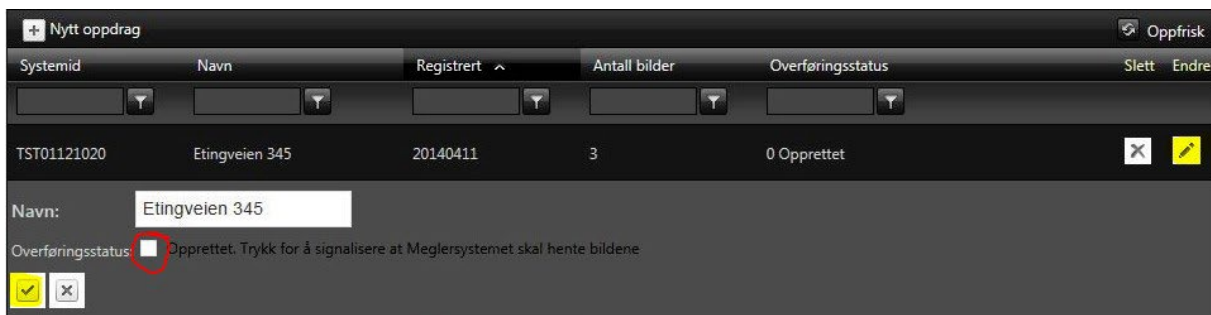 Nytt oppdrag Oppfrisk
Systemid Navn Registrert Antall bilder Overføringsstatus Slett Endre
TST01121020 Etingveien 345 20140411 3 0 Opprettet
Navn: Etingveien 345
Overføringsstatus: Opprettet. Trykk for å signalisere at Meglersystemet skal hente bildene